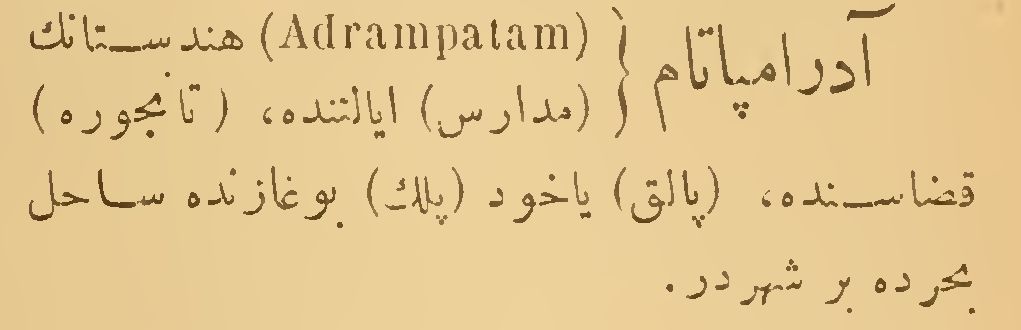 آدرامپاتام { (Adrampatam) هندستانك
(مدارس) ایالتنده، (تانجوره)
قضاسنده، (پالق) یاخود (پلك) بوغازنده ساحل
بحرده بر شهردر.